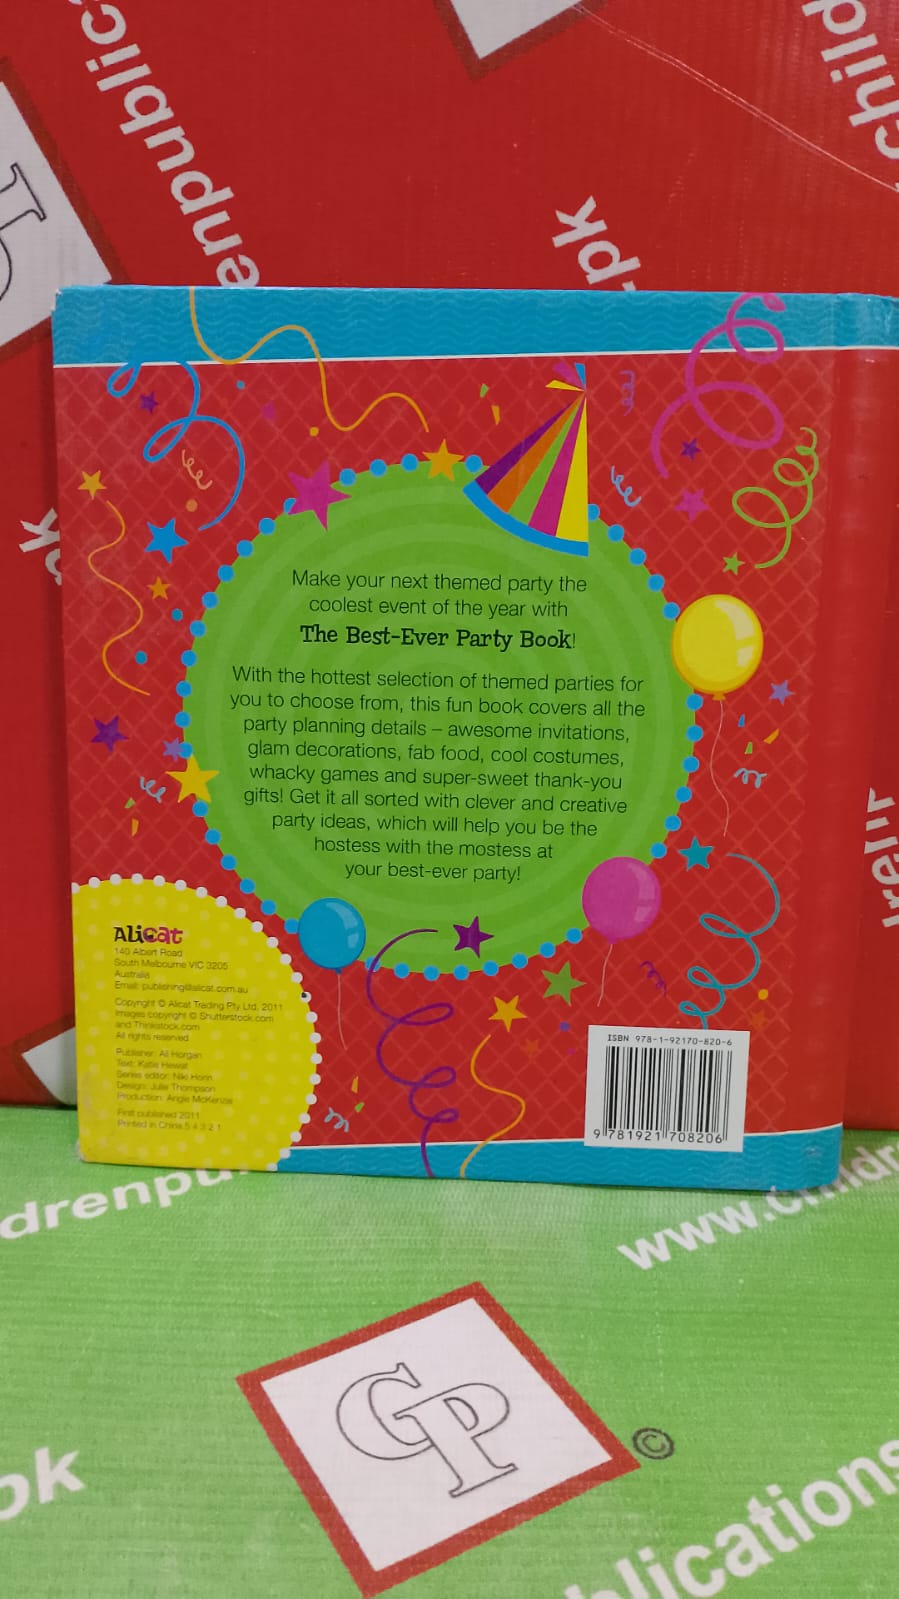 enpublic
child
.pk
Make your next themed party the
coolest event of the year with
The Best-Ever Party Book!
With the hottest selection of themed parties for
you to choose from, this fun book covers all the
party planning details – awesome invitations,
glam decorations, fab food, cool costumes,
whacky games and super-sweet thank-you
gifts! Get it all sorted with clever and creative
party ideas, which will help you be the
hostess with the mostess at
your best-ever party!
Alicat
140 Albert Road
South Melbourne VIC 3205
Australia
Email: publishing@alicat.com.au
Copyright © Alicat Trading Pty Ltd, 2011
Images copyright © Shutterstock.com
and Thinkstock.com
All rights reserved
Publisher: Ali Horgan
Text: Katie Hewat
Series editor: Niki Horin
Design: Julie Thompson
Production: Angie McKenzie
First published 2011
Printed in China 5 4 3 2 1
ISBN 978-1-92170-820-6
9 781921 708206
drenpu
www.childr
CP
©
ok
blications